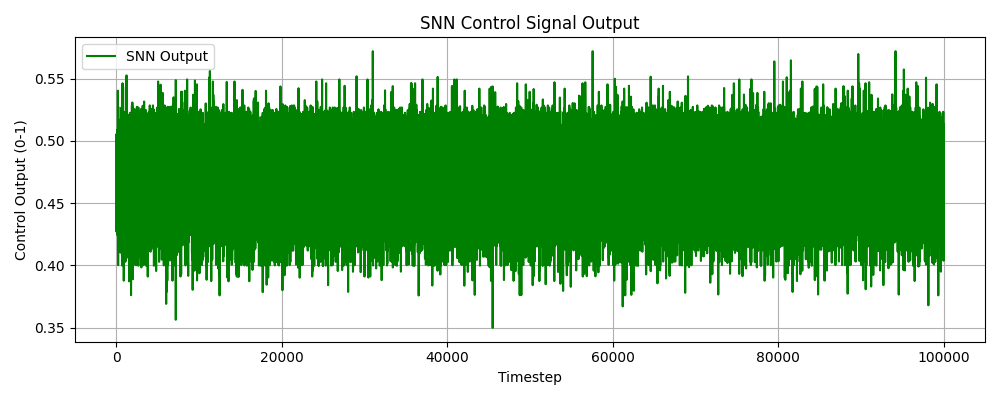 SNN Control Signal Output
SNN Output
Control Output (0-1)
0.55
0.50
0.45
0.40
0.35
0
20000
40000
60000
80000
100000
Timestep